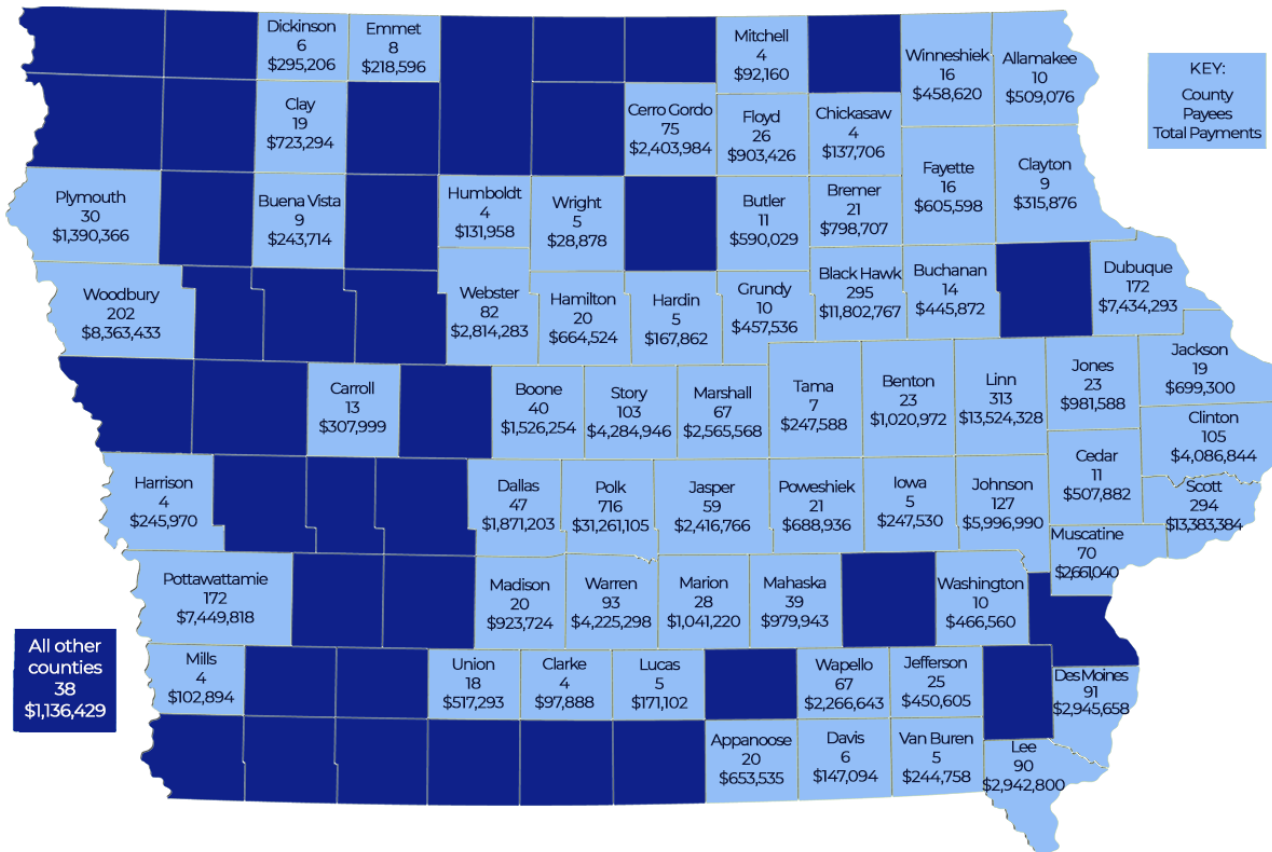 Dickinson
6
$295,206
Emmet
8
$218,596
Mitchell
4
$92,160
Winneshiek
16
$458,620
Allamakee
10
$509,076
KEY:
County
Payees
Total Payments
Clay
19
$723,294
Cerro Gordo
75
$2,403,984
Floyd
26
$903,426
Chickasaw
4
$137,706
Fayette
16
$605,598
Clayton
9
$315,876
Plymouth
30
$1,390,366
Buena Vista
9
$243,714
Humboldt
4
$131,958
Wright
5
$28,878
Butler
11
$590,029
Bremer
21
$798,707
Woodbury
202
$8,363,433
Webster
82
$2,814,283
Hamilton
20
$664,524
Hardin
5
$167,862
Grundy
10
$457,536
Black Hawk
295
$11,802,767
Buchanan
14
$445,872
Dubuque
172
$7,434,293
Carroll
13
$307,999
Boone
40
$1,526,254
Story
103
$4,284,946
Marshall
67
$2,565,568
Tama
7
$247,588
Benton
23
$1,020,972
Linn
313
$13,524,328
Jones
23
$981,588
Jackson
19
$699,300
Clinton
105
$4,086,844
Harrison
4
$245,970
Dallas
47
$1,871,203
Polk
716
$31,261,105
Jasper
59
$2,416,766
Poweshiek
21
$688,936
Iowa
5
$247,530
Johnson
127
$5,996,990
Cedar
11
$507,882
Scott
294
$13,383,384
Muscatine
70
$2,661,040
Pottawattamie
172
$7,449,818
Madison
20
$923,724
Warren
93
$4,225,298
Marion
28
$1,041,220
Mahaska
39
$979,943
Washington
10
$466,560
All other
counties
38
$1,136,429
Mills
4
$102,894
Union
18
$517,293
Clarke
4
$97,888
Lucas
5
$171,102
Wapello
67
$2,266,643
Jefferson
25
$450,605
Des Moines
91
$2,945,658
Appanoose
20
$653,535
Davis
6
$147,094
Van Buren
5
$244,758
Lee
90
$2,942,800